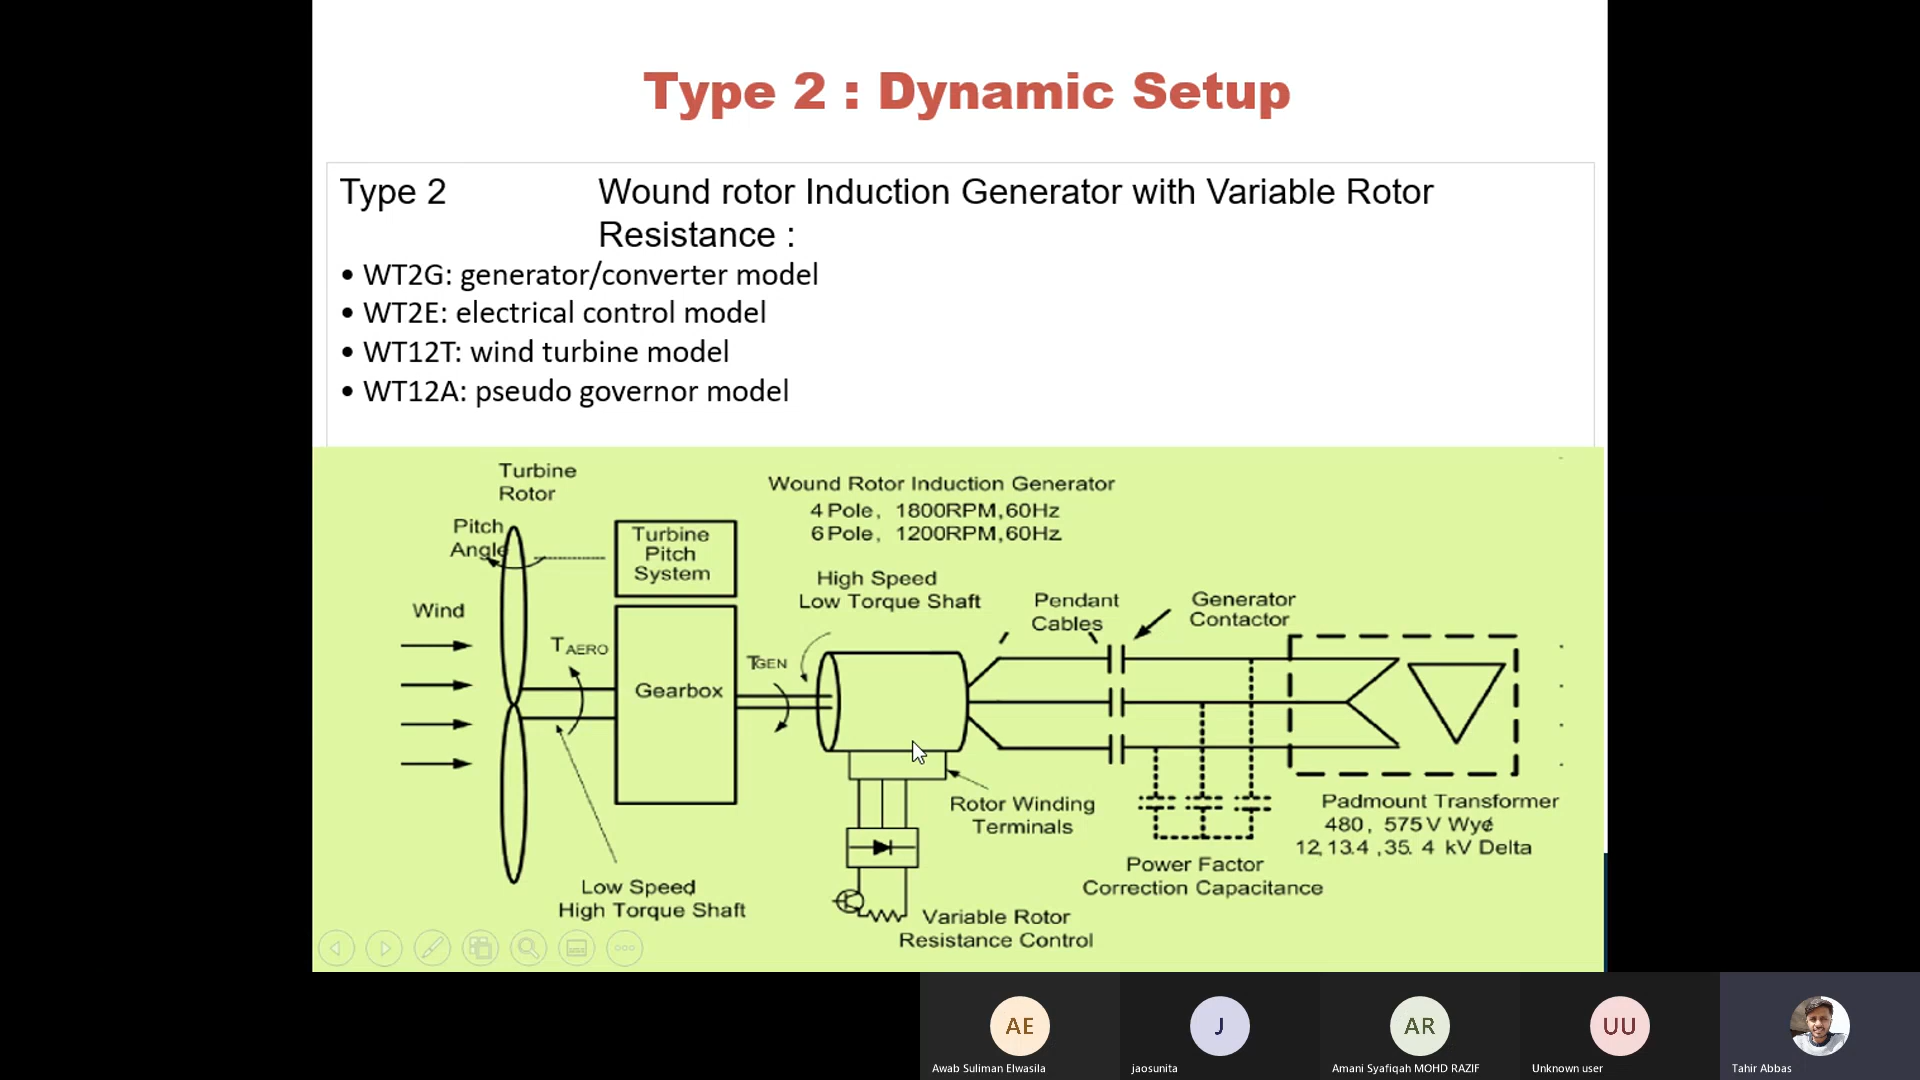 Type 2 : Dynamic Setup
Type 2 Wound rotor Induction Generator with Variable Rotor
Resistance :
• WT2G: generator/converter model
• WT2E: electrical control model
• WT12T: wind turbine model
• WT12A: pseudo governor model
Turbine
Rotor
Pitch
Angle
Wind
Turbine
Pitch
System
T AERO
Gearbox
Low Speed
High Torque Shaft
Wound Rotor Induction Generator
4 Pole, 1800RPM,60Hz
6 Pole, 1200RPM,60Hz
High Speed
Low Torque Shaft
TGEN
Pendant
Cables
Generator
Contactor
Rotor Winding
Terminals
Variable Rotor
Resistance Control
Power Factor
Correction Capacitance
Padmount Transformer
480, 575V Wye
12,13.4 ,35. 4 kV Delta
AE
J
AR
UU
Awab Suliman Elwasila
jaosunita
Amani Syafiqah MOHD RAZIF
Unknown user
Tahir Abbas